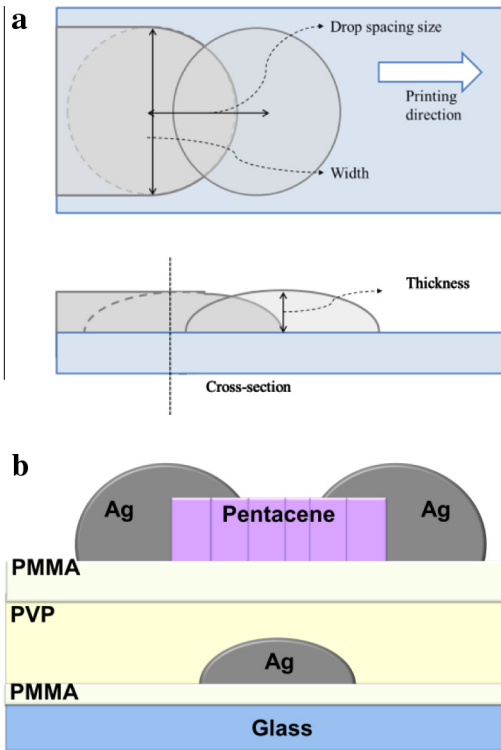 a
Drop spacing size
Printing
direction
Width
Thickness
Cross-section
b
Ag
Pentacene
Ag
PMMA
PVP
Ag
PMMA
Glass